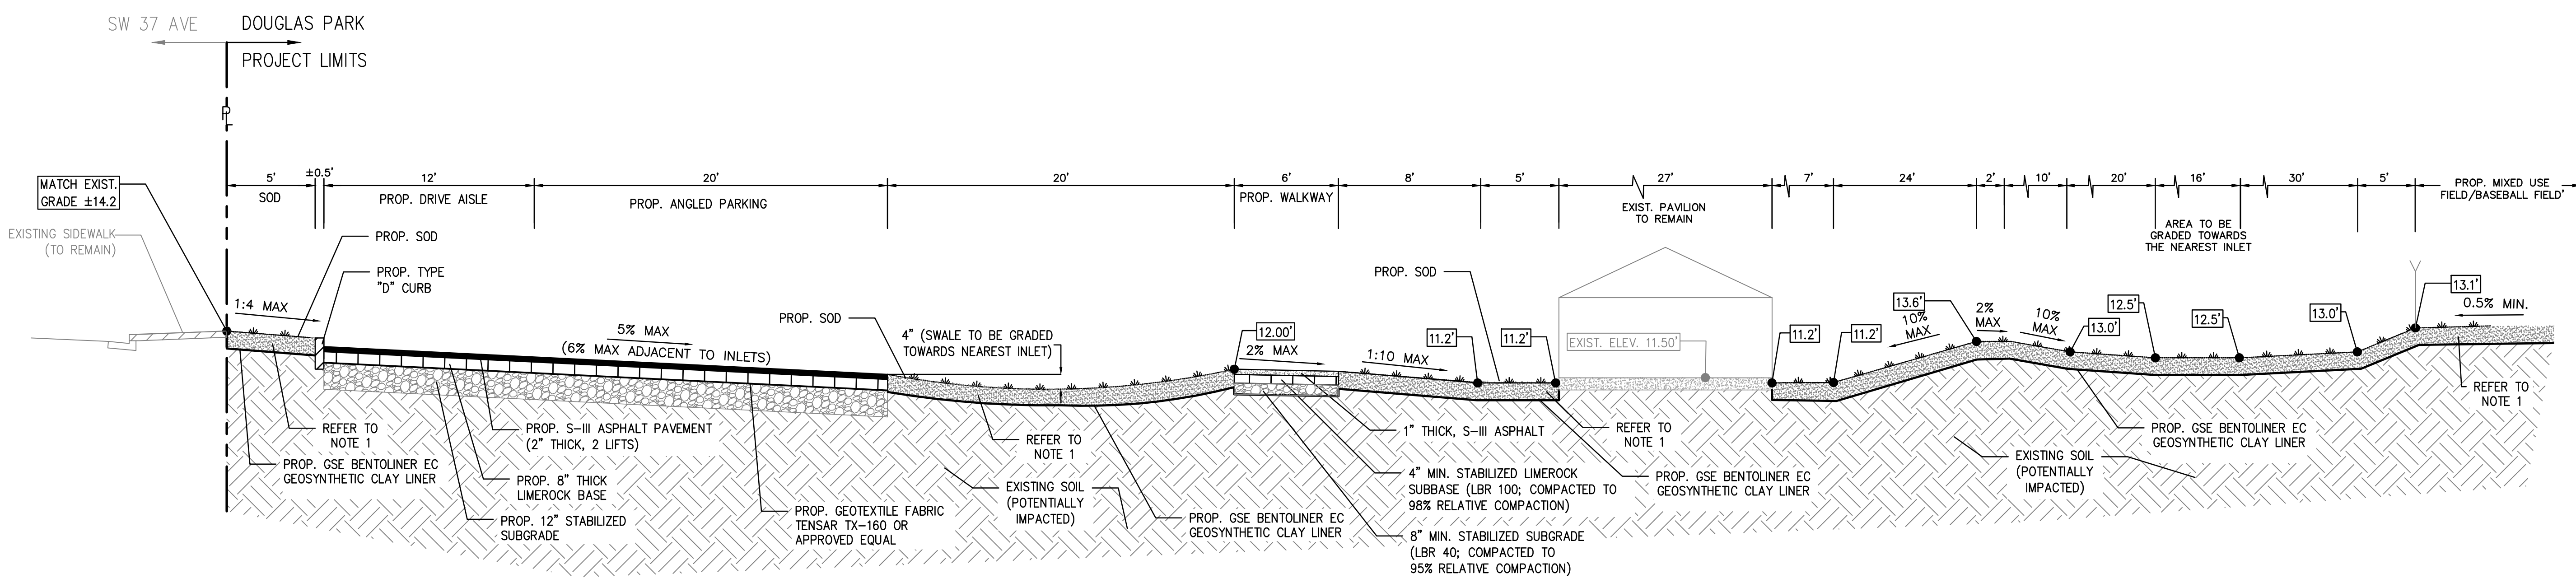 SW 37 AVE
DOUGLAS PARK
PROJECT LIMITS
PL
MATCH EXIST.
GRADE ±14.2
5'
±0.5'
12'
20'
20'
6'
8'
5'
27'
7'
24'
2'
10'
20'
16'
30'
5'
SOD
PROP. DRIVE AISLE
PROP. ANGLED PARKING
PROP. WALKWAY
EXIST. PAVILION
TO REMAIN
AREA TO BE
GRADED TOWARDS
THE NEAREST INLET
PROP. MIXED USE
FIELD/BASEBALL FIELD'
EXISTING SIDEWALK
(TO REMAIN)
PROP. SOD
PROP. TYPE
"D" CURB
1:4 MAX
5% MAX
(6% MAX ADJACENT TO INLETS)
PROP. SOD
4" (SWALE TO BE GRADED
TOWARDS NEAREST INLET)
12.00'
2% MAX
PROP. SOD
1:10 MAX
11.2'
11.2'
EXIST. ELEV. 11.50'
11.2'
11.2'
10%
MAX
13.6'
2%
MAX
10%
MAX
13.0'
12.5'
12.5'
13.0'
13.1'
0.5% MIN.
REFER TO
NOTE 1
PROP. GSE BENTOLINER EC
GEOSYNTHETIC CLAY LINER
PROP. S-III ASPHALT PAVEMENT
(2" THICK, 2 LIFTS)
PROP. 8" THICK
LIMEROCK BASE
PROP. 12" STABILIZED
SUBGRADE
PROP. GEOTEXTILE FABRIC
TENSAR TX-160 OR
APPROVED EQUAL
REFER TO
NOTE 1
EXISTING SOIL
(POTENTIALLY
IMPACTED)
PROP. GSE BENTOLINER EC
GEOSYNTHETIC CLAY LINER
1" THICK, S-III ASPHALT
4" MIN. STABILIZED LIMEROCK
SUBBASE (LBR 100; COMPACTED TO
98% RELATIVE COMPACTION)
8" MIN. STABILIZED SUBGRADE
(LBR 40; COMPACTED TO
95% RELATIVE COMPACTION)
REFER TO
NOTE 1
PROP. GSE BENTOLINER EC
GEOSYNTHETIC CLAY LINER
EXISTING SOIL
(POTENTIALLY
IMPACTED)
PROP. GSE BENTOLINER EC
GEOSYNTHETIC CLAY LINER
REFER TO
NOTE 1